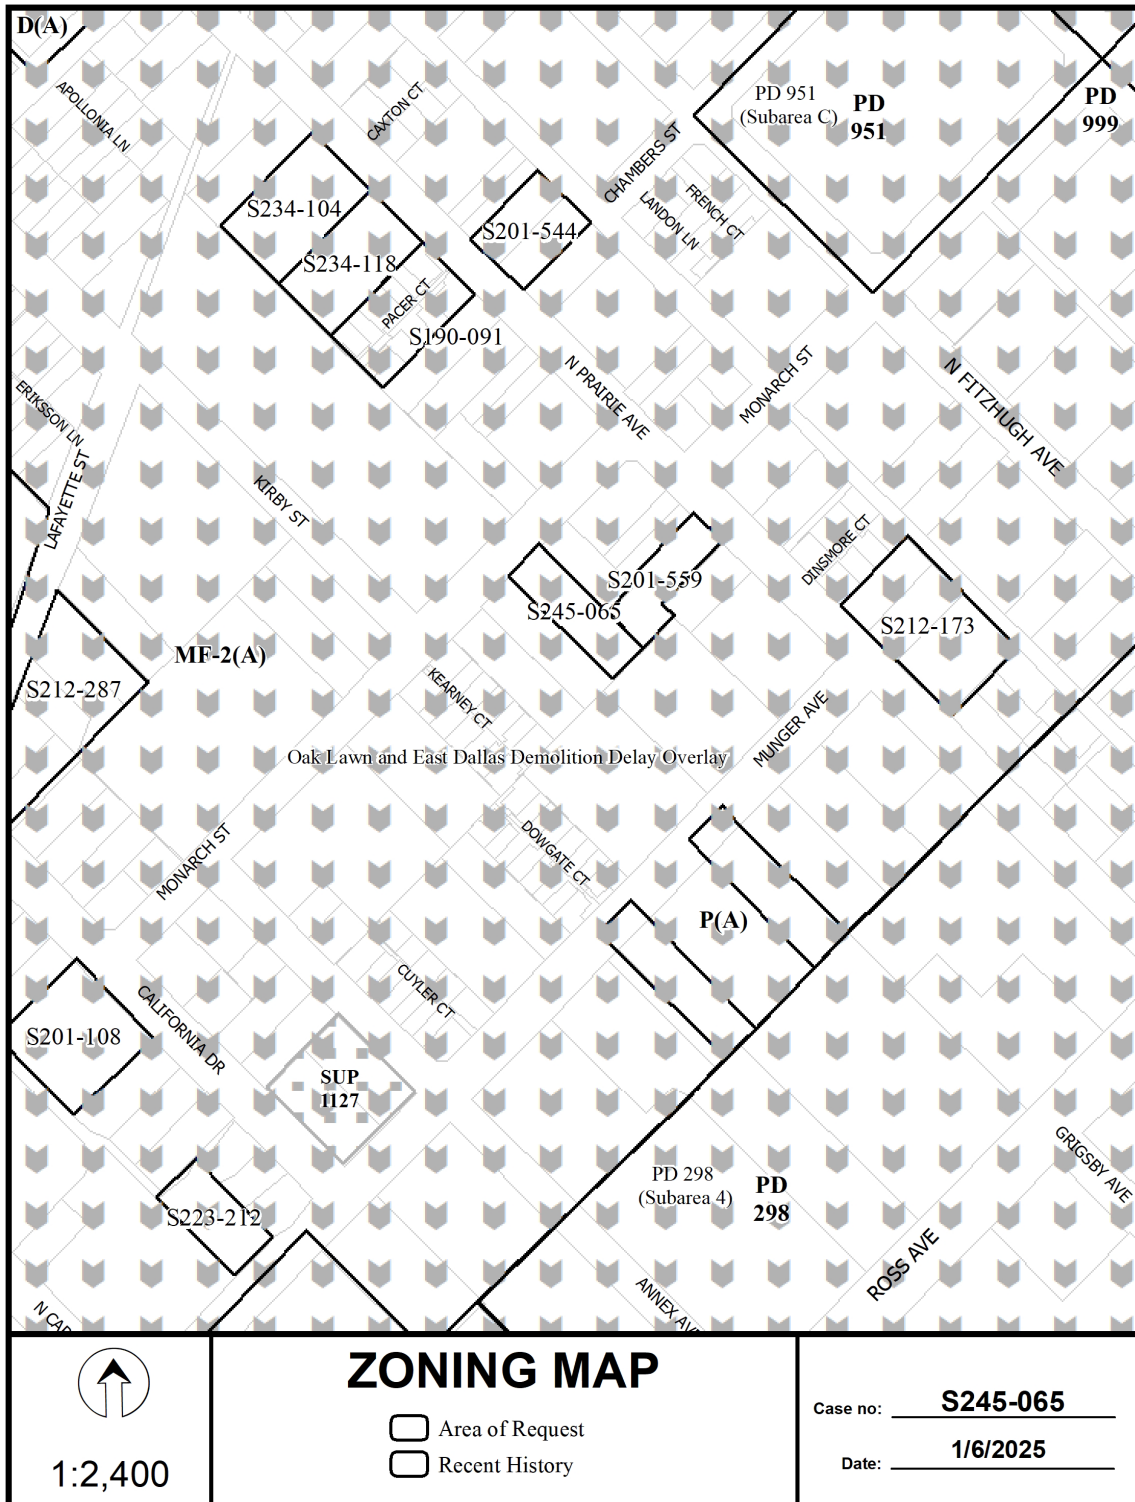 D(A)
APOLLONIA LN
CAXTON CT
CHAMBERS ST
PD 951
(Subarea C)
PD
951
PD
999
S234-104
S201-544
FRENCH CT
LANDON LN
S234-118
PACER CT
S190-091
N PRAIRIE AVE
MONARCH ST
N FITZHUGH AVE
ERIKSSON LN
LAFAYETTE ST
KIRBY ST
DINSMORE CT
S201-559
S245-065
S212-173
MF-2(A)
S212-287
KEARNEY CT
MUNGER AVE
Oak Lawn and East Dallas Demolition Delay Overlay
MONARCH ST
DOWGATE CT
P(A)
CUYLER CT
CALIFORNIA DR
S201-108
SUP
1127
GRIGSBY AVE
PD 298
(Subarea 4)
PD
298
S223-212
ROSS AVE
ANNEX AVE
N CAR
1:2,400
ZONING MAP
Area of Request
Recent History
Case no: S245-065
Date: 1/6/2025